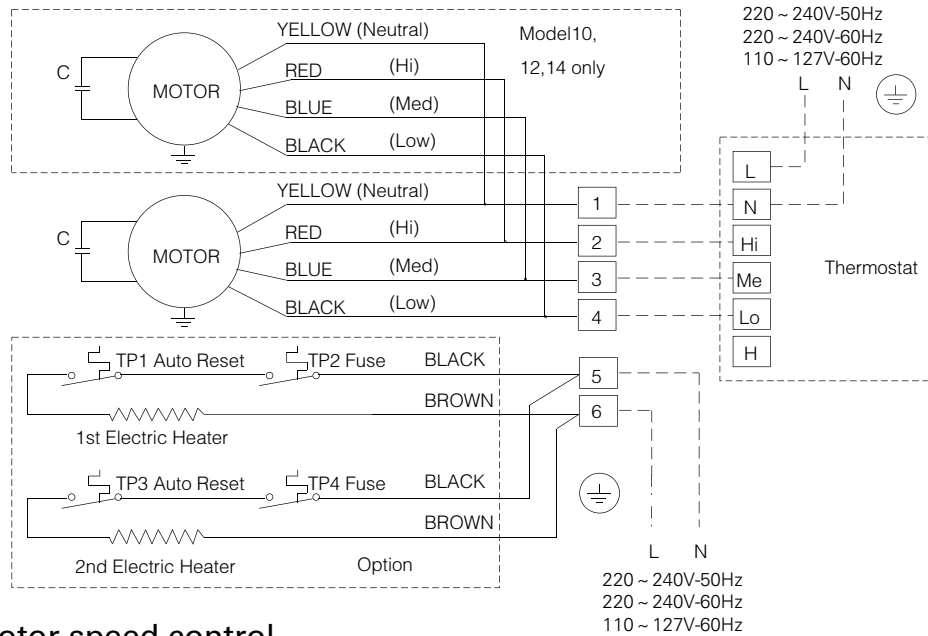 YELLOW (Neutral)
Model10,
12,14 only
C
MOTOR
RED
(Hi)
BLUE
(Med)
BLACK
(Low)
220 ~ 240V-50Hz
220 ~ 240V-60Hz
110 ~ 127V-60Hz
L N
YELLOW (Neutral)
C
MOTOR
RED
(Hi)
BLUE
(Med)
BLACK
(Low)
1
2
3
4
L
N
Hi
Me
Lo
H
Thermostat
TP1 Auto Reset
TP2 Fuse
BLACK
BROWN
1st Electric Heater
5
6
TP3 Auto Reset
TP4 Fuse
BLACK
BROWN
2nd Electric Heater
Option
L N
220 ~ 240V-50Hz
220 ~ 240V-60Hz
110 ~ 127V-60Hz
speed control